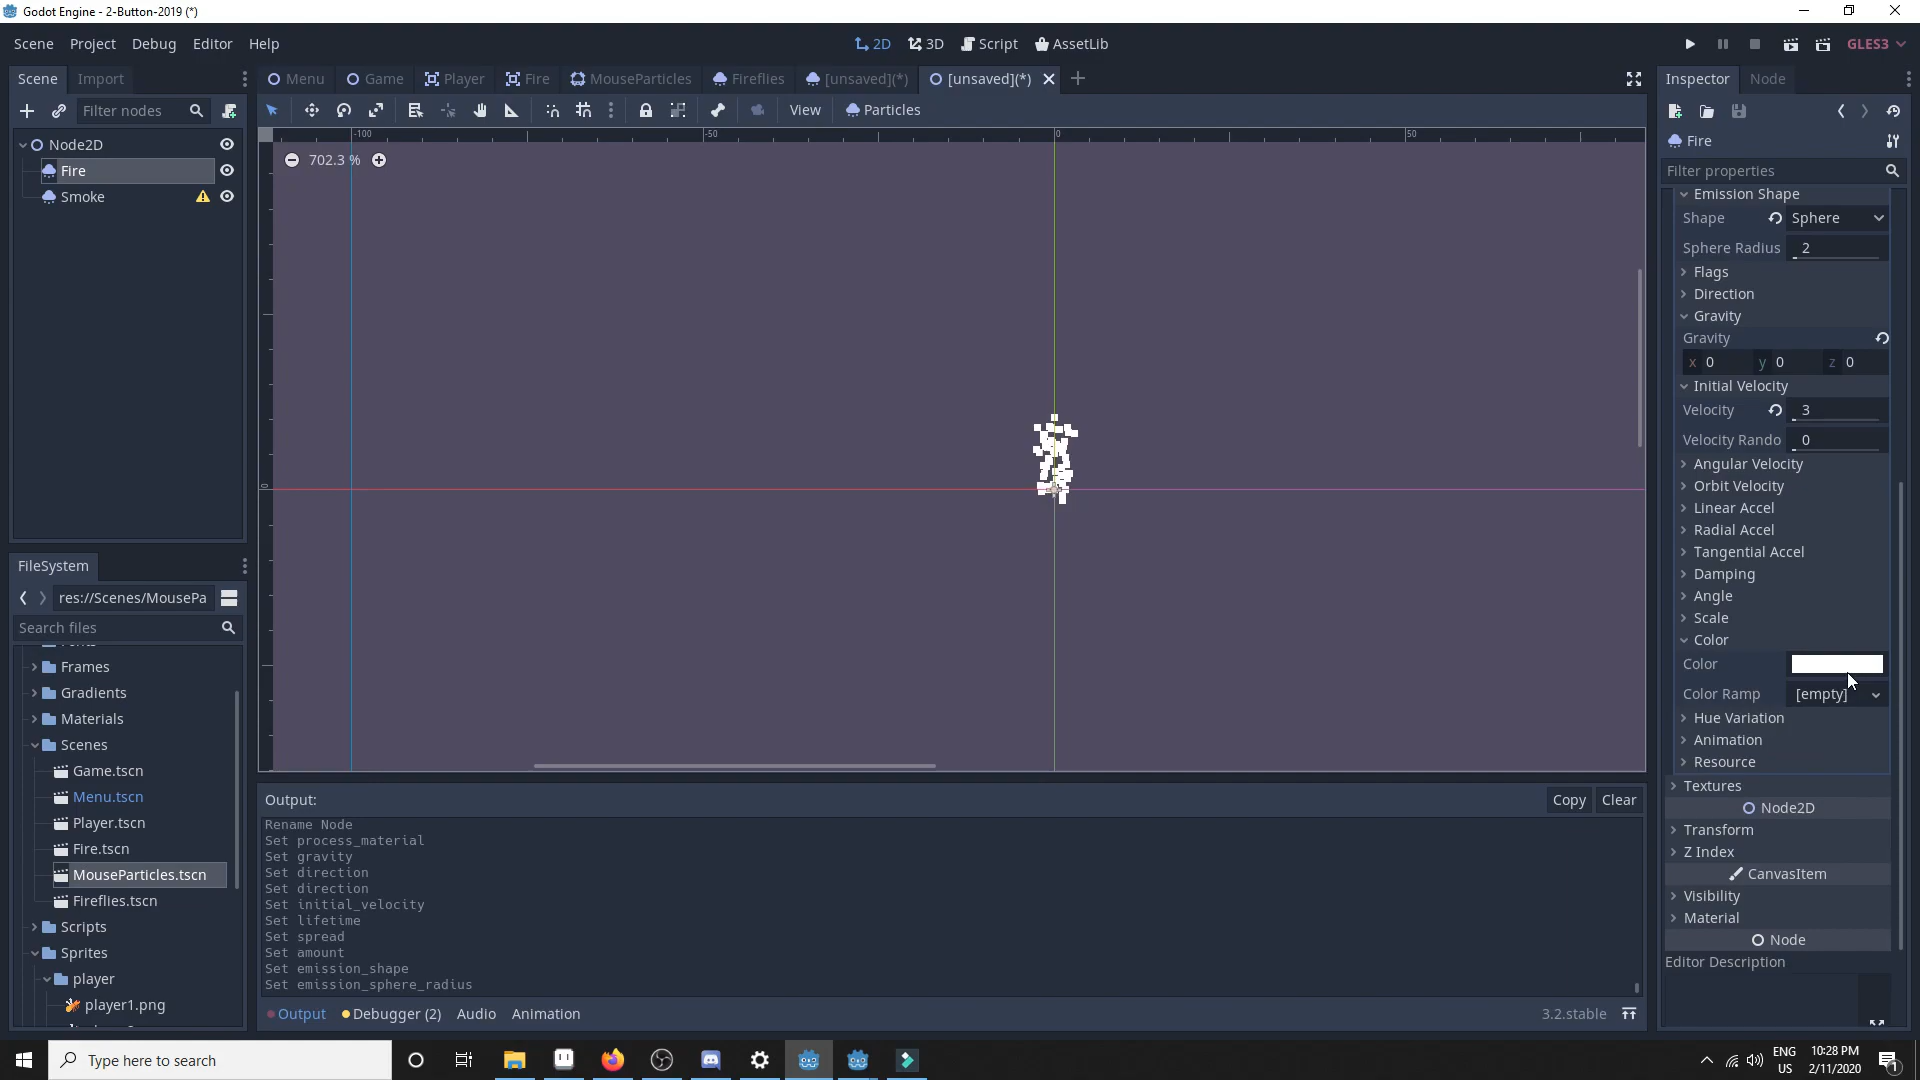 Godot Engine - 2-Button-2019 (*)
Scene Project Debug Editor Help
2D 3D Script AssetLib
GLES3
Scene Import
Menu Game Player Fire MouseParticles Fireflies [unsaved](*) [unsaved](*)
Inspector Node
Filter nodes
View Particles
-100 -50 0 50
Fire
702.3 %
Node2D
Fire
Smoke
Filter properties
Emission Shape
Shape Sphere
Sphere Radius 2
Flags
Direction
Gravity
Gravity
x 0 y 0 z 0
Initial Velocity
Velocity 3
Velocity Rando 0
Angular Velocity
Orbit Velocity
Linear Accel
Radial Accel
Tangential Accel
Damping
Angle
Scale
Color
Color
Color Ramp [empty]
Hue Variation
Animation
Resource
Textures
Node2D
Transform
Z Index
CanvasItem
Visibility
Material
Node
Editor Description
0
FileSystem
res://Scenes/MousePa
Search files
Frames
Gradients
Materials
Scenes
Game.tscn
Menu.tscn
Player.tscn
Fire.tscn
MouseParticles.tscn
Fireflies.tscn
Scripts
Sprites
player
player1.png
Output: Copy Clear
Rename Node
Set process_material
Set gravity
Set direction
Set direction
Set initial_velocity
Set lifetime
Set spread
Set amount
Set emission_shape
Set emission_sphere_radius
Output Debugger (2) Audio Animation 3.2.stable
Type here to search
ENG
US
10:28 PM
2/11/2020
1